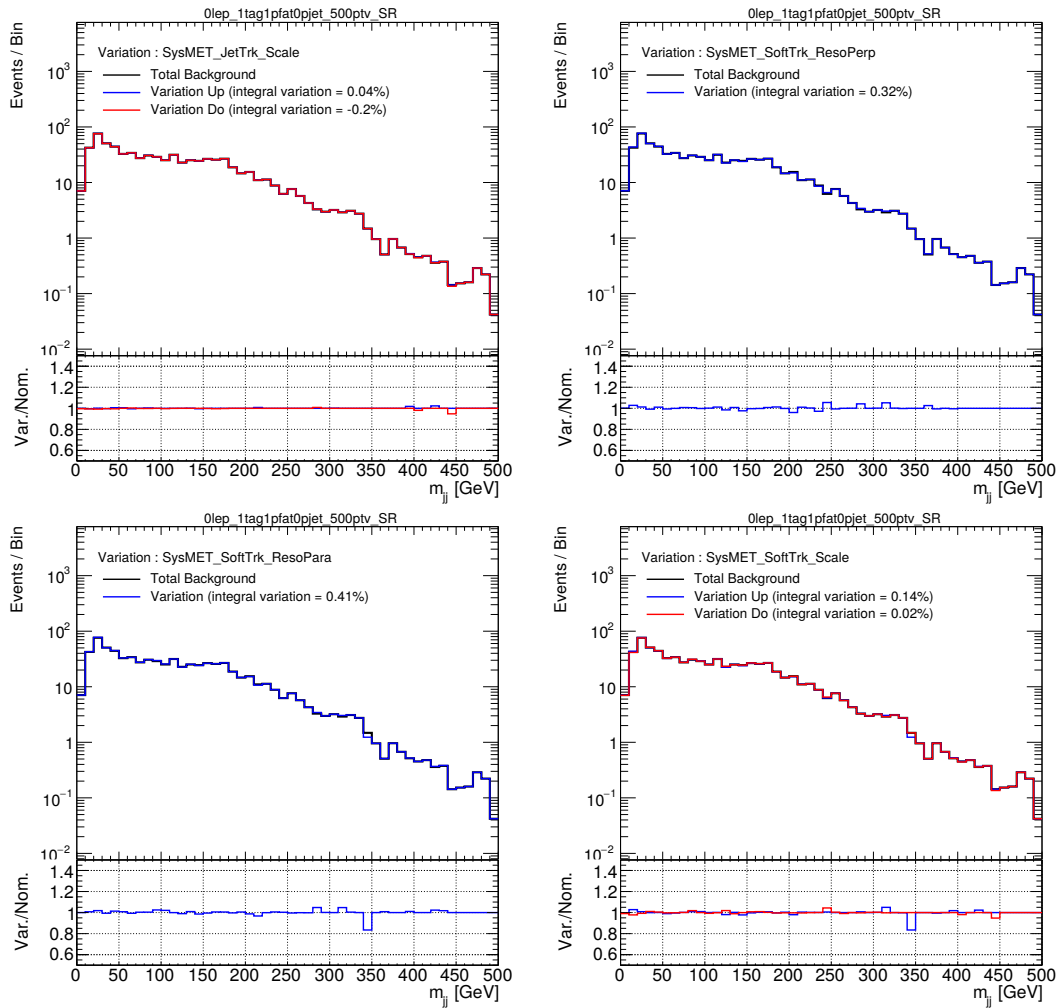 0lep_1tag1pfat0pjet_500ptv_SR
Events / Bin
Variation : SysMET_JetTrk_Scale
Total Background
Variation Up (integral variation = 0.04%)
Variation Do (integral variation = -0.2%)
10³
10²
10
1
10⁻¹
10⁻²
Var./Nom.
1.4
1.2
1
0.8
0.6
0 50 100 150 200 250 300 350 400 450 500
m_jj [GeV]
0lep_1tag1pfat0pjet_500ptv_SR
Events / Bin
Variation : SysMET_SoftTrk_ResoPerp
Total Background
Variation (integral variation = 0.32%)
10³
10²
10
1
10⁻¹
10⁻²
Var./Nom.
1.4
1.2
1
0.8
0.6
0 50 100 150 200 250 300 350 400 450 500
m_jj [GeV]
0lep_1tag1pfat0pjet_500ptv_SR
Events / Bin
Variation : SysMET_SoftTrk_ResoPara
Total Background
Variation (integral variation = 0.41%)
10³
10²
10
1
10⁻¹
10⁻²
Var./Nom.
1.4
1.2
1
0.8
0.6
0 50 100 150 200 250 300 350 400 450 500
m_jj [GeV]
0lep_1tag1pfat0pjet_500ptv_SR
Events / Bin
Variation : SysMET_SoftTrk_Scale
Total Background
Variation Up (integral variation = 0.14%)
Variation Do (integral variation = 0.02%)
10³
10²
10
1
10⁻¹
10⁻²
Var./Nom.
1.4
1.2
1
0.8
0.6
0 50 100 150 200 250 300 350 400 450 500
m_jj [GeV]